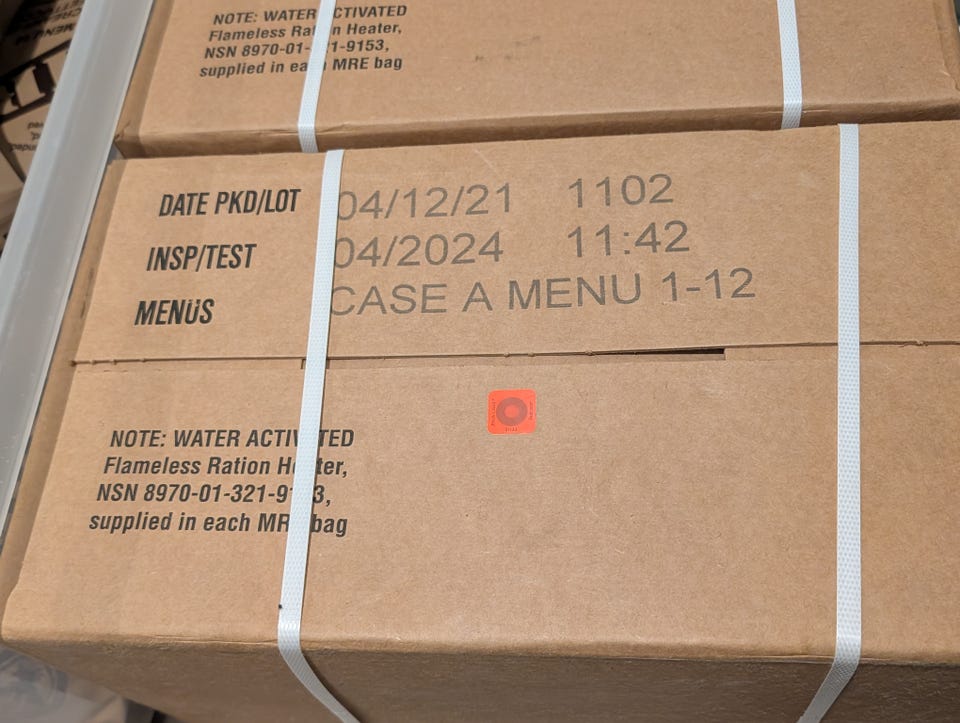 NOTE: WATER ACTIVATED
Flameless Ration Heater,
NSN 8970-01-321-9153,
supplied in each MRE bag
DATE PKD/LOT 04/12/21 1102
INSP/TEST 04/2024 11:42
MENUS CASE A MENU 1-12
NOTE: WATER ACTIVATED
Flameless Ration Heater,
NSN 8970-01-321-9153,
supplied in each MRE bag